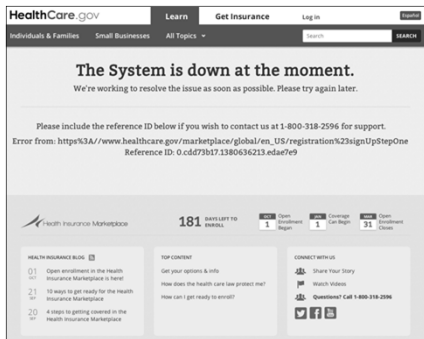 HealthCare.gov
Learn
Get Insurance
Log in
Español
Individuals & Families
Small Businesses
All Topics
Search
SEARCH
The System is down at the moment.
We're working to resolve the issue as soon as possible. Please try again later.
Please include the reference ID below if you wish to contact us at 1-800-318-2596 for support.
Error from: https%3A//www.healthcare.gov/marketplace/global/en_US/registration%23signUpStepOne
Reference ID: 0.cdd73b17.1380636213.edae7e9
Health Insurance Marketplace
181 DAYS LEFT TO ENROLL
OCT 1 Open Enrollment Began
JAN 1 Coverage Can Begin
MAR 31 Open Enrollment Closes
HEALTH INSURANCE BLOG
01 OCT Open enrollment in the Health Insurance Marketplace is here!
21 SEP 10 ways to get ready for the Health Insurance Marketplace
20 SEP 4 steps to getting covered in the Health Insurance Marketplace
TOP CONTENT
Get your options & info
How does the health care law protect me?
How can I get ready to enroll?
CONNECT WITH US
Share Your Story
Watch Videos
Questions? Call 1-800-318-2596